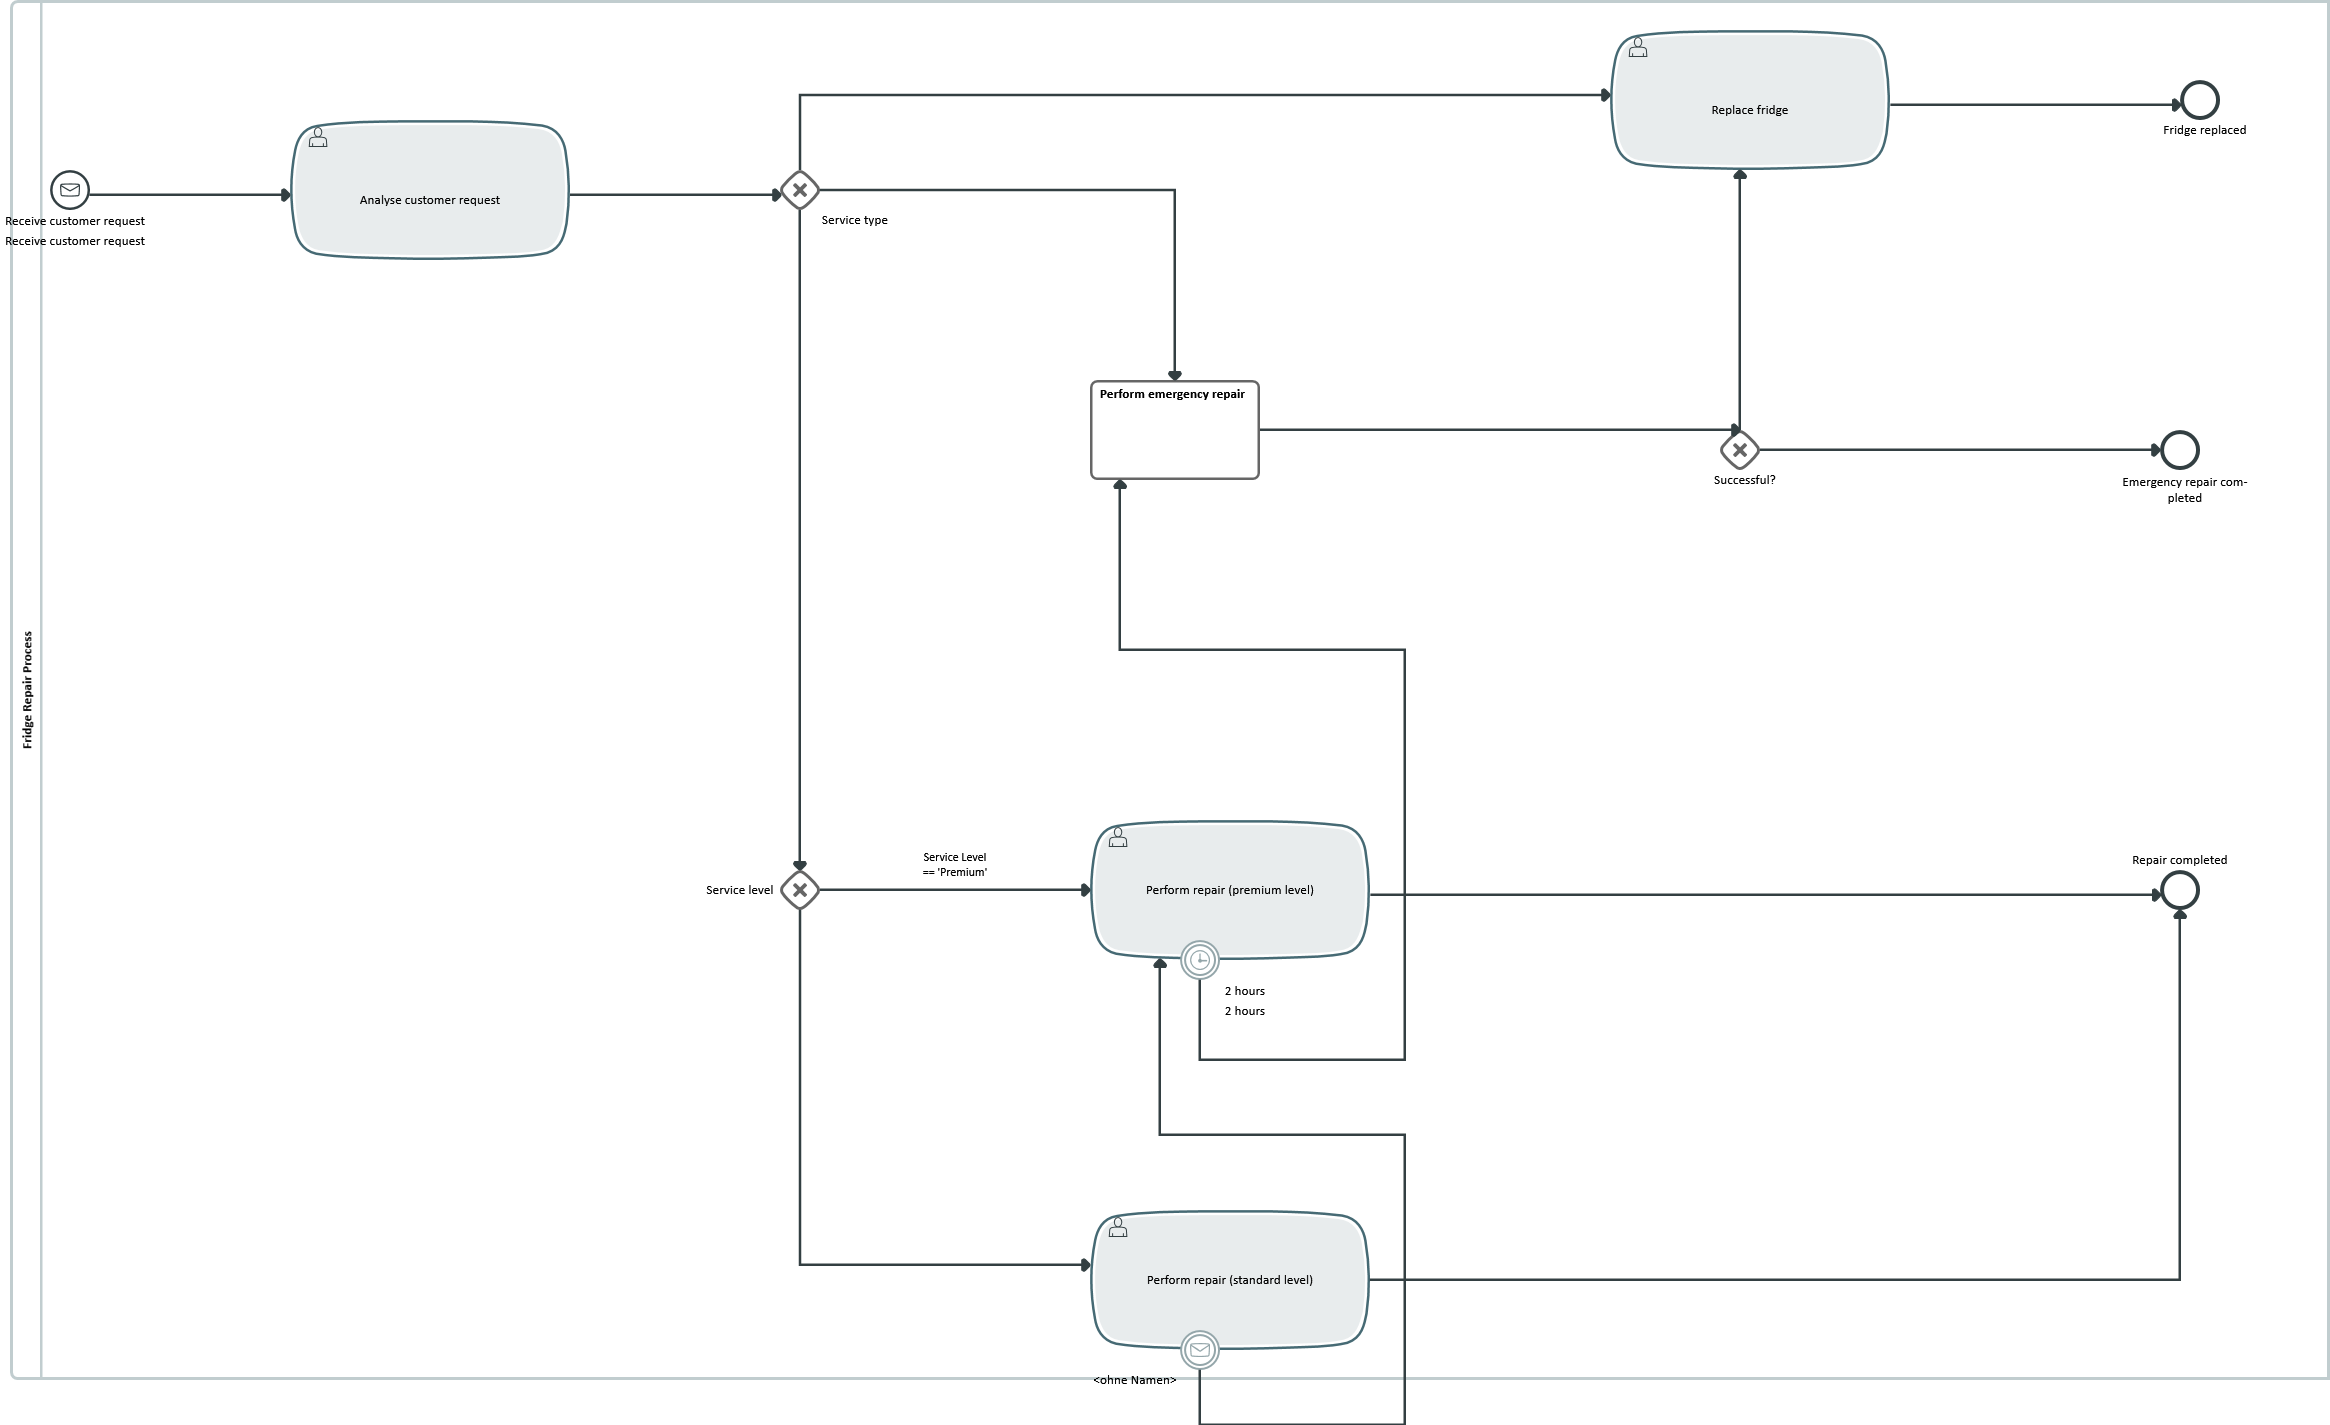 Replace fridge
Fridge replaced
Analyse customer request
Receive customer request
Receive customer request
Service type
Perform emergency repair
Successful?
Emergency repair com-
pleted
Fridge Repair Process
Service Level
== 'Premium'
Repair completed
Service level
Perform repair (premium level)
2 hours
2 hours
Perform repair (standard level)
<ohne Namen>